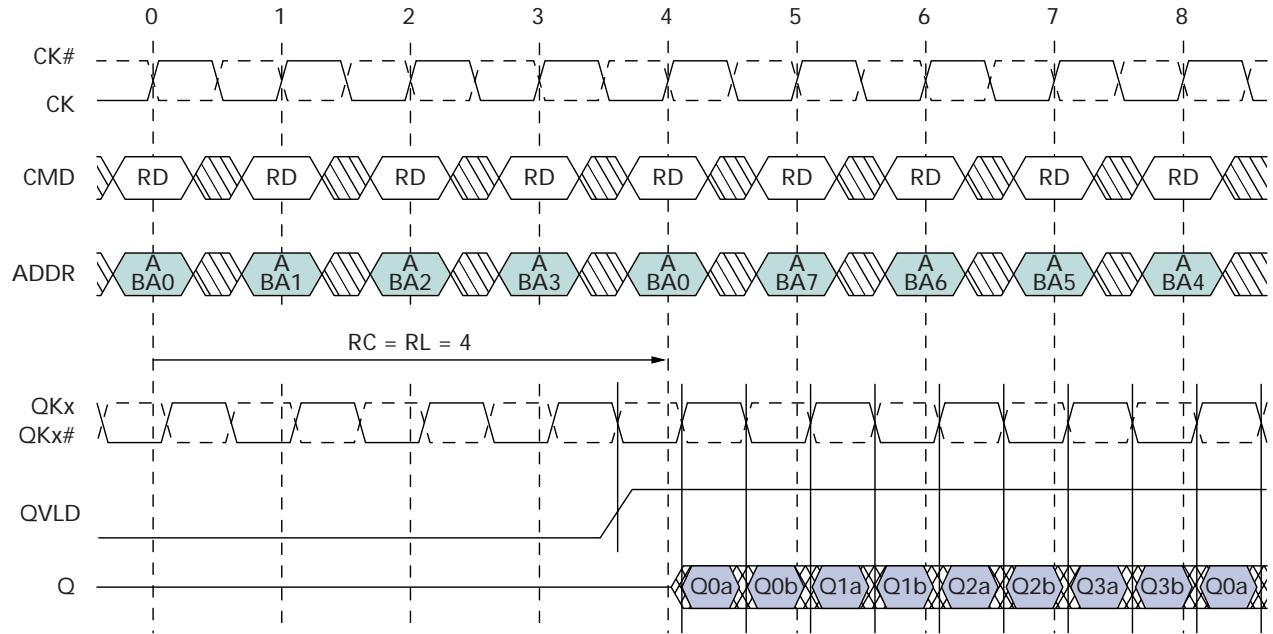 0 1 2 3 4 5 6 7 8
CK#
CK
CMD RD RD RD RD RD RD RD RD RD
ADDR A BA0 A BA1 A BA2 A BA3 A BA0 A BA7 A BA6 A BA5 A BA4
RC = RL = 4
QKx
QKx#
QVLD
Q Q0a Q0b Q1a Q1b Q2a Q2b Q3a Q3b Q0a